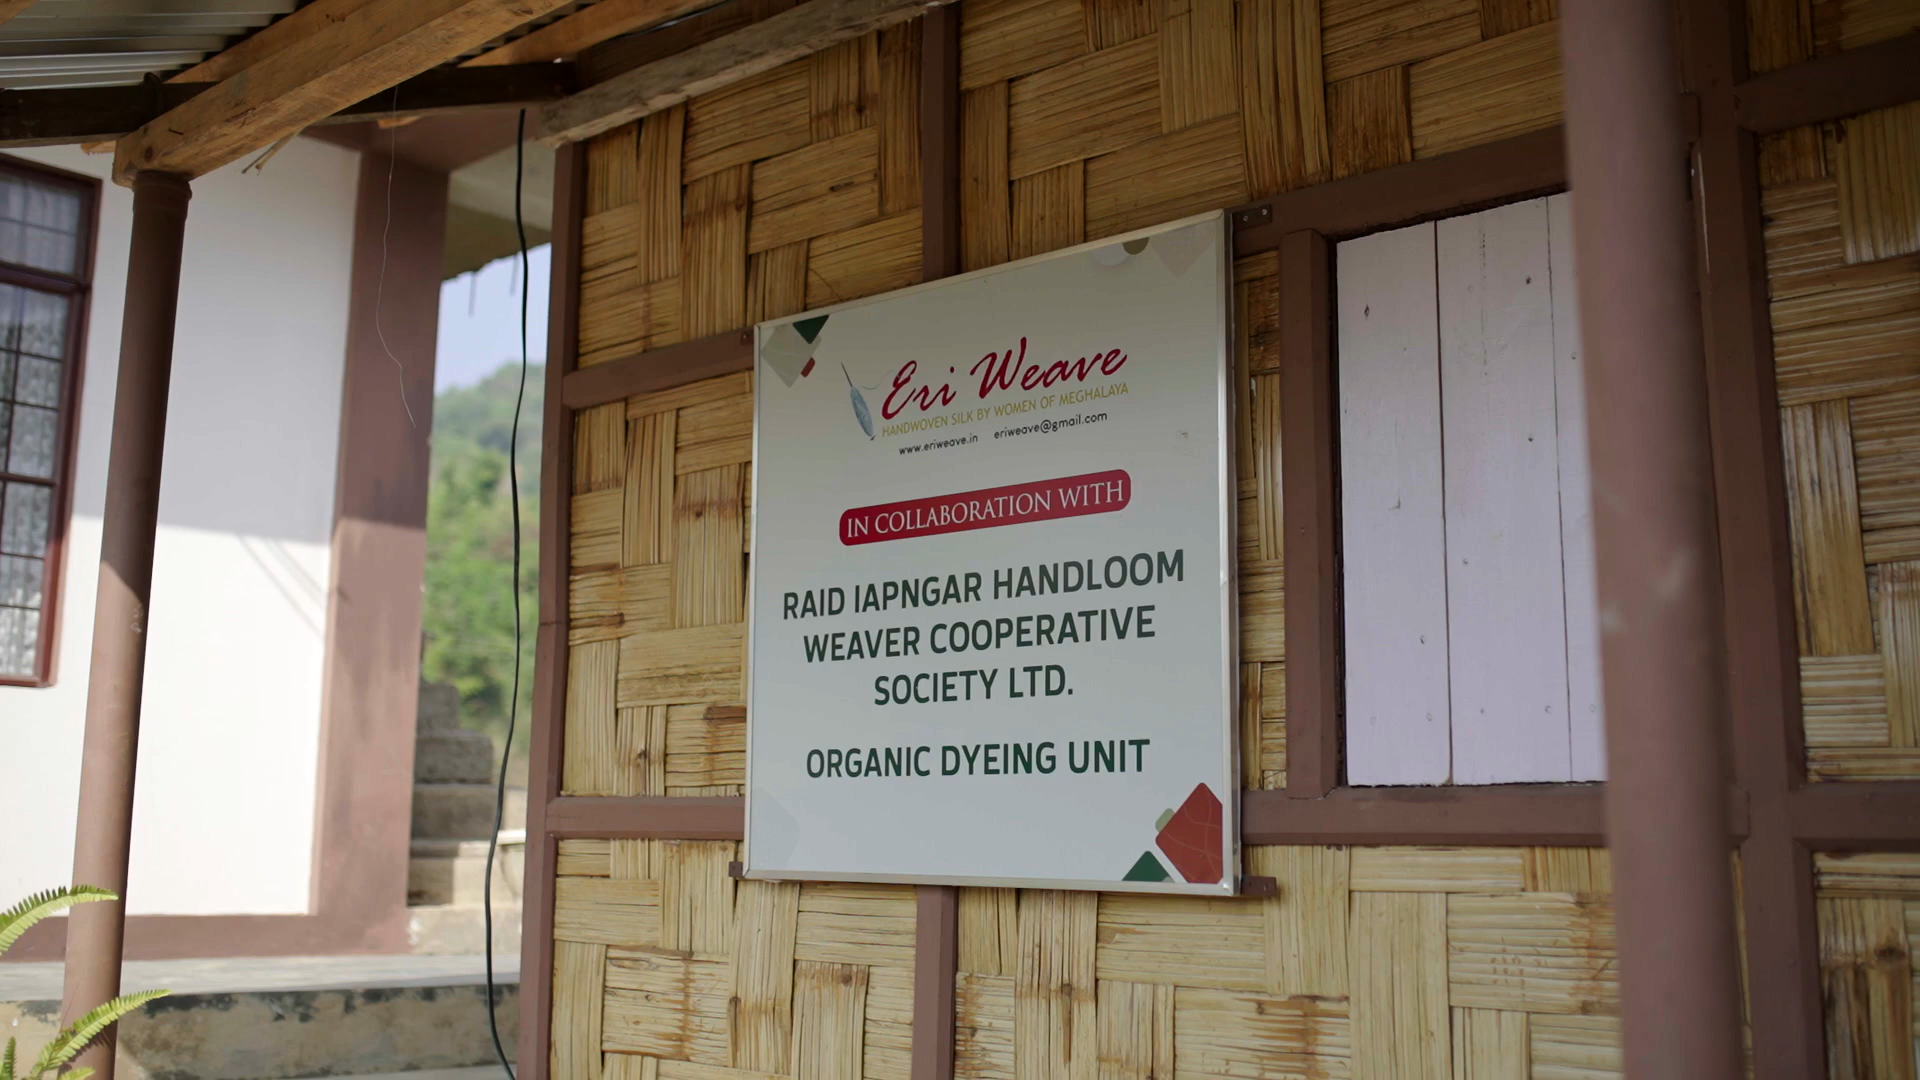 Eri Weave
HANDWOVEN SILK BY WOMEN OF MEGHALAYA
www.eriweave.in eriweave@gmail.com
IN COLLABORATION WITH
RAID IAPNGAR HANDLOOM
WEAVER COOPERATIVE
SOCIETY LTD.
ORGANIC DYEING UNIT